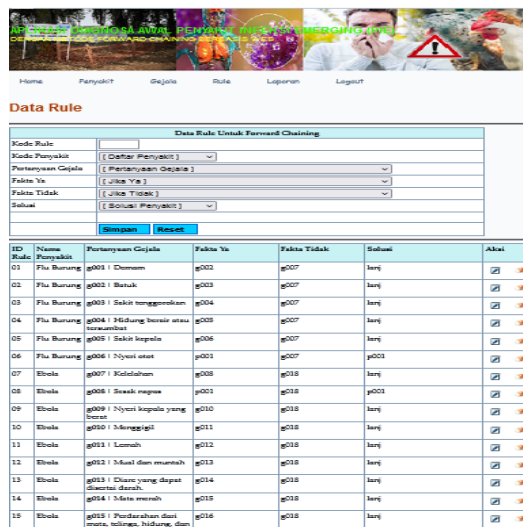 APLIKASI DIAGNOSA AWAL PENYAKIT INFEKSI EMERGING (PIE)
FORWARD CHAINING
Home Penyakit Gejala Rule Laporan Logout
Data Rule
Data Rule Untuk Forward Chaining
Kode Rule
Kode Penyakit [ Daftar Penyakit ]
Pertanyaan Gejala [ Pertanyaan Gejala ]
Fakta Ya [ Jika Ya ]
Fakta Tidak [ Jika Tidak ]
Solusi [ Solusi Penyakit ]
Simpan Reset
ID Rule Nama Penyakit Pertanyaan Gejala Fakta Ya Fakta Tidak Solusi Aksi
01 Flu Burung g001 | Demam g002 g007 lanj
02 Flu Burung g002 | Batuk g003 g007 lanj
03 Flu Burung g003 | Sakit tenggorokan g004 g007 lanj
04 Flu Burung g004 | Hidung berair atau tersumbat g005 g007 lanj
05 Flu Burung g005 | Sakit kepala g006 g007 lanj
06 Flu Burung g006 | Nyeri otot p001 g007 p001
07 Ebola g007 | Kelelahan g008 g018 lanj
08 Ebola g008 | Sesak napas p001 g018 p001
09 Ebola g009 | Nyeri kepala yang berat g010 g018 lanj
10 Ebola g010 | Menggigil g011 g018 lanj
11 Ebola g011 | Lemah g012 g018 lanj
12 Ebola g012 | Mual dan muntah g013 g018 lanj
13 Ebola g013 | Diare yang dapat disertai darah. g014 g018 lanj
14 Ebola g014 | Mata merah g015 g018 lanj
15 Ebola g015 | Perdarahan dari mata, telinga, hidung, dan g016 g018 lanj